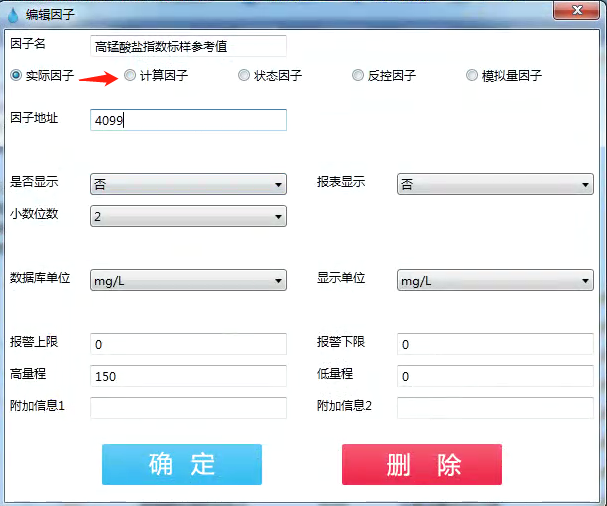 编辑因子
因子名 高锰酸盐指数标样参考值
实际因子 计算因子 状态因子 反控因子 模拟量因子
因子地址 4099
是否显示 否 报表显示 否
小数位数 2
数据库单位 mg/L 显示单位 mg/L
报警上限 0 报警下限 0
高量程 150 低量程 0
附加信息1 附加信息2
确 定 删 除